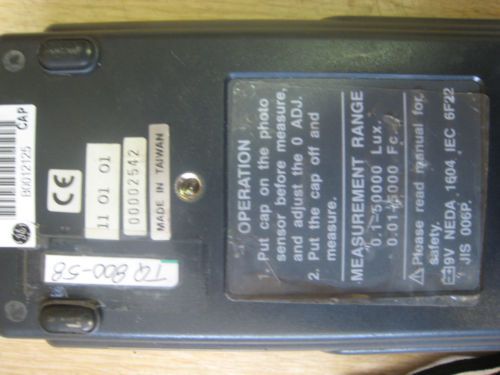 OPERATION
1. Put cap on the photo
sensor before measure,
and adjust the 0 ADJ.
2. Put the cap off and
measure.
MEASUREMENT RANGE
0.1~50000 Lux.
0.01~5000 Fc.
⚠Please read manual for
safety.
9V NEDA 1604 IEC 6F22
JIS 006P.
MADE IN TAIWAN
00002542
11 01 01
CE
CAP
I80012125
GE
TQ 800-58